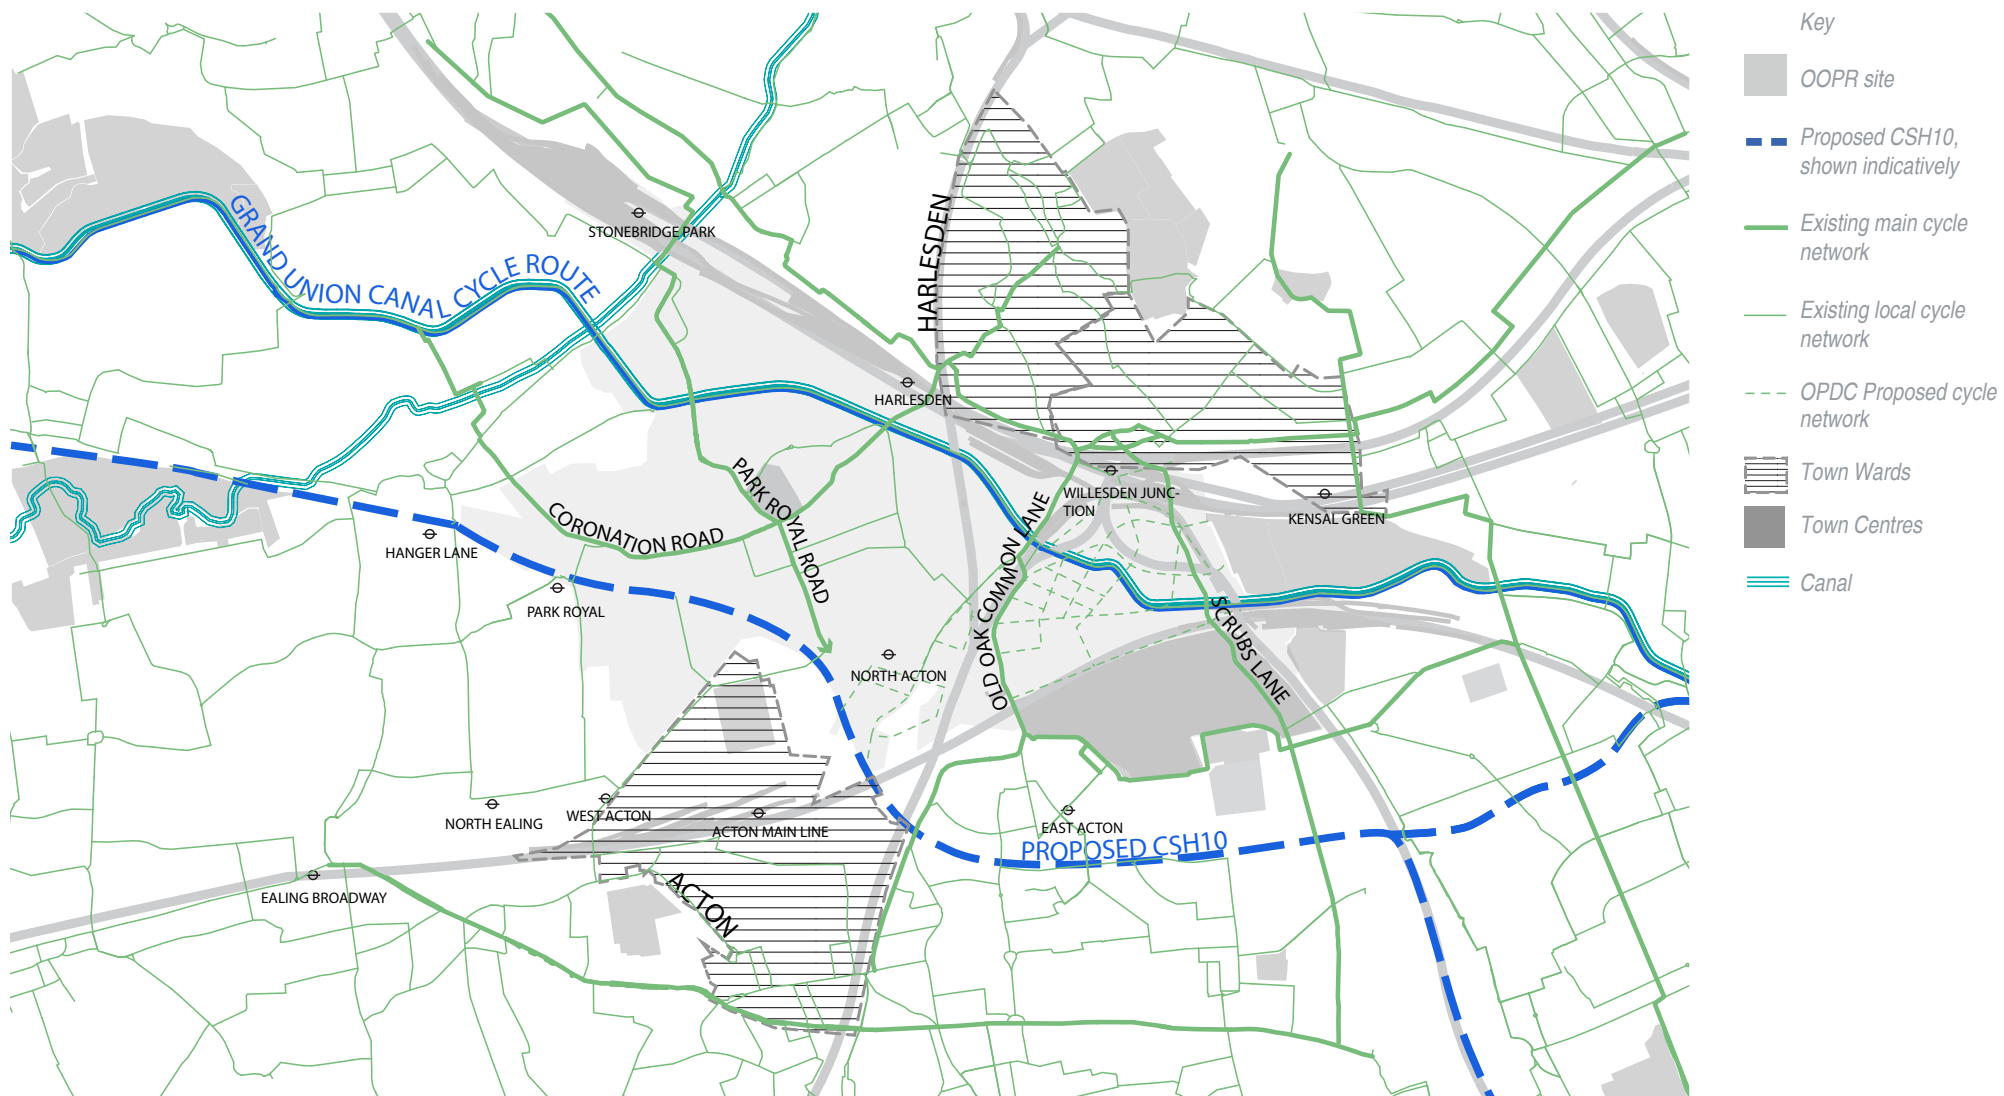 Key
OOPR site
Proposed CSH10,
shown indicatively
Existing main cycle
network
Existing local cycle
network
OPDC Proposed cycle
network
Town Wards
Town Centres
Canal
GRAND UNION CANAL CYCLE ROUTE
STONEBRIDGE PARK
HARLESDEN
HARLESDEN
PARK ROYAL ROAD
CORONATION ROAD
WILLESDEN JUNC-
TION
KENSAL GREEN
HANGER LANE
PARK ROYAL
OLD OAK COMMON LANE
SCRUBS LANE
NORTH ACTON
NORTH EALING
WEST ACTON
ACTON MAIN LINE
EAST ACTON
PROPOSED CSH10
EALING BROADWAY
ACTON